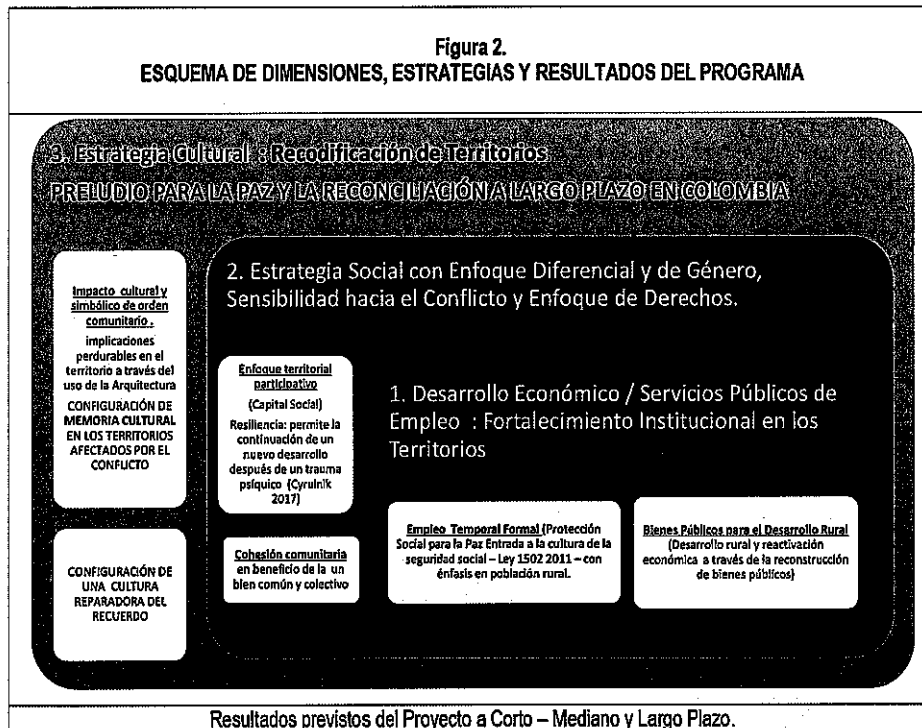 Figura 2.
ESQUEMA DE DIMENSIONES, ESTRATEGIAS Y RESULTADOS DEL PROGRAMA
3. Estrategia Cultural : Recodificación de Territorios
PRELUDIO PARA LA PAZ Y LA RECONCILIACIÓN A LARGO PLAZO EN COLOMBIA
Impacto cultural y
simbólico de orden
comunitario .
implicaciones
perdurables en el
territorio a través del
uso de la Arquitectura
CONFIGURACIÓN DE
MEMORIA CULTURAL
EN LOS TERRITORIOS
AFECTADOS POR EL
CONFLICTO
CONFIGURACIÓN DE
UNA CULTURA
REPARADORA DEL
RECUERDO
2. Estrategia Social con Enfoque Diferencial y de Género,
Sensibilidad hacia el Conflicto y Enfoque de Derechos.
Enfoque territorial
participativo
(Capital Social)
Resiliencia: permite la
continuación de un
nuevo desarrollo
después de un trauma
psíquico (Cyrulnik
2017)
Cohesión comunitaria
en beneficio de la un
bien común y colectivo
1. Desarrollo Económico / Servicios Públicos de
Empleo : Fortalecimiento Institucional en los
Territorios
Empleo Temporal Formal (Protección
Social para la Paz Entrada a la cultura de la
seguridad social – Ley 1502 2011 – con
énfasis en población rural.
Bienes Públicos para el Desarrollo Rural
(Desarrollo rural y reactivación
económica a través de la reconstrucción
de bienes públicos)
Resultados previstos del Proyecto a Corto – Mediano y Largo Plazo.